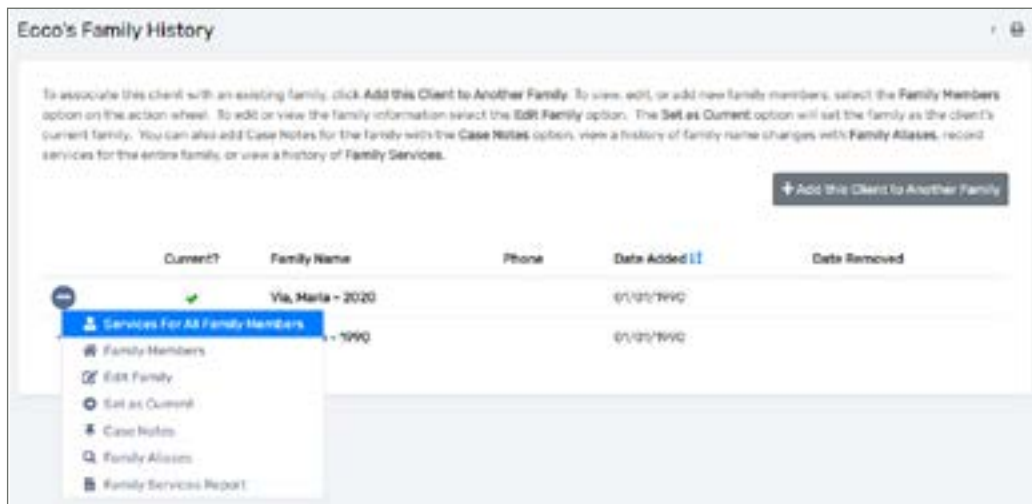 Ecco's Family History
To associate this client with an existing family, click Add this Client to Another Family. To view, edit, or add new family members, select the Family Members
option on the action wheel. To edit or view the family information select the Edit Family option. The Set as Current option will set the family as the client's
current family. You can also add Case Notes for the family with the Case Notes option, view a history of family name changes with Family Aliases, record
services for the entire family, or view a history of Family Services.
+ Add this Client to Another Family
Current? Family Name Phone Date Added Date Removed
Via, Maria - 2020 01/01/1990
Services For All Family Members
- 1990 01/01/1990
Family Members
Edit Family
Set as Current
Case Notes
Family Aliases
Family Services Report